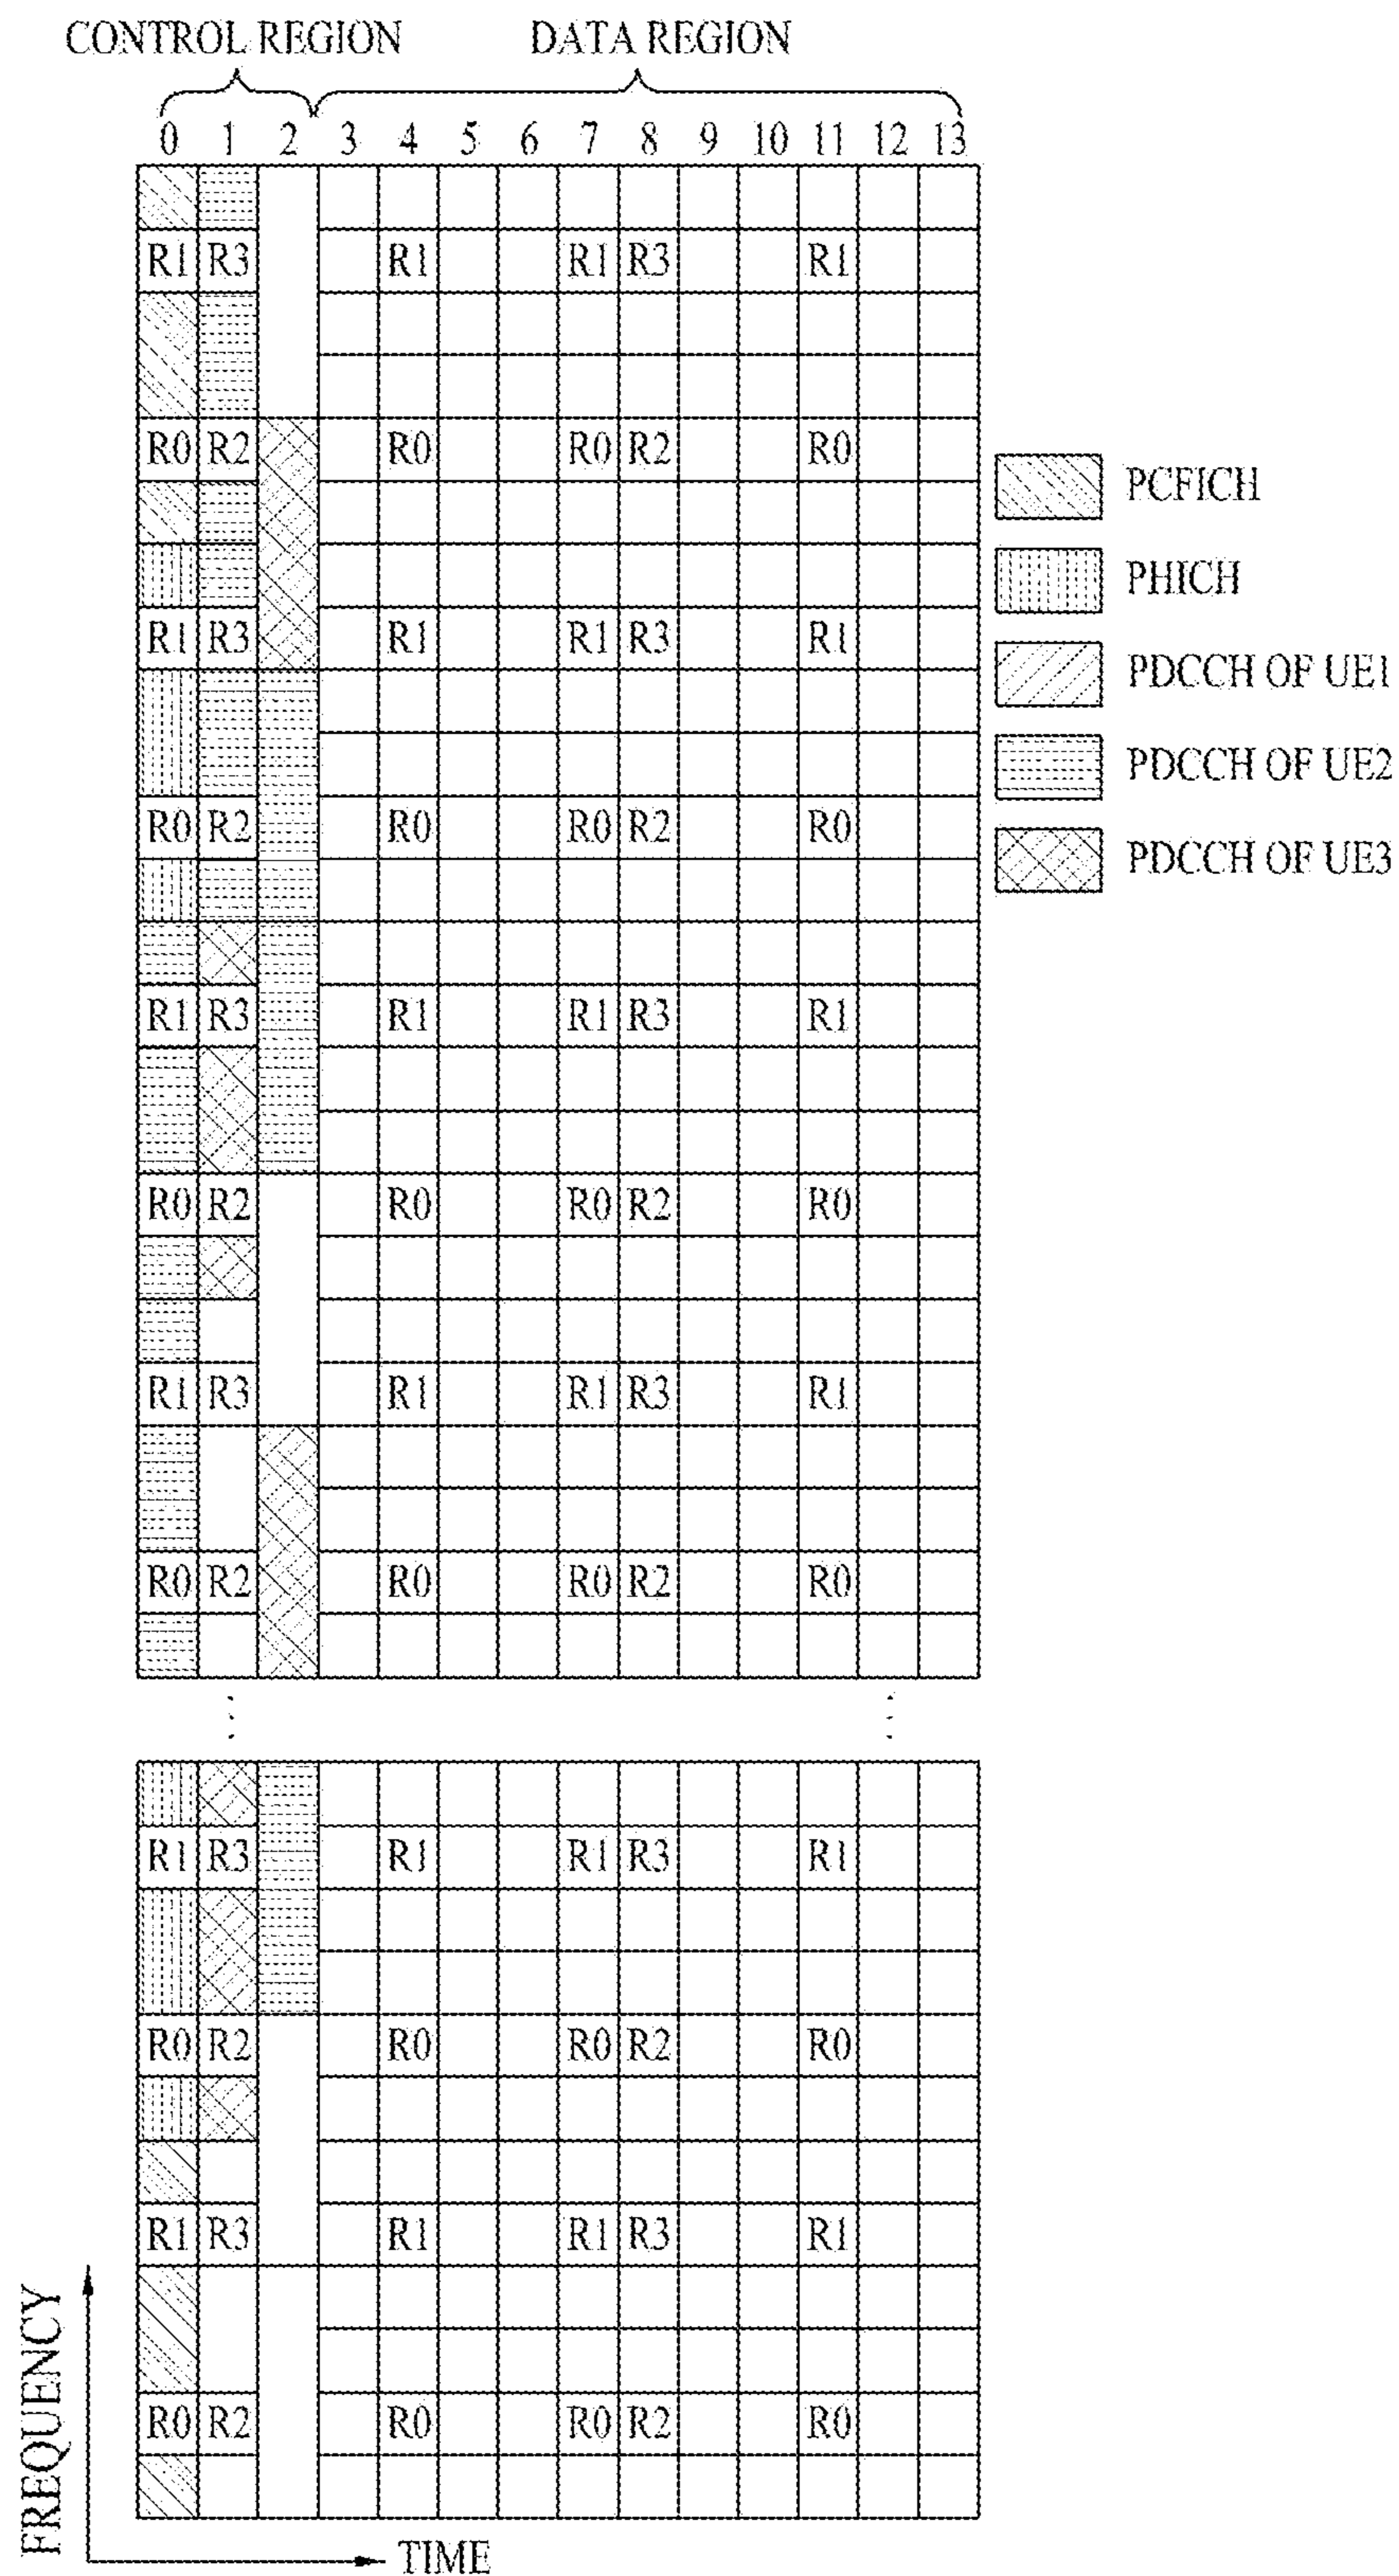 CONTROL REGION DATA REGION
0 1 2 3 4 5 6 7 8 9 10 11 12 13
R1 R3 R1 R1 R3 R1
R0 R2 R0 R0 R2 R0
PCFICH
PHICH
R1 R3 R1 R1 R3 R1
PDCCH OF UE1
PDCCH OF UE2
R0 R2 R0 R0 R2 R0
PDCCH OF UE3
R1 R3 R1 R1 R3 R1
R0 R2 R0 R0 R2 R0
R1 R3 R1 R1 R3 R1
R0 R2 R0 R0 R2 R0
R1 R3 R1 R1 R3 R1
R0 R2 R0 R0 R2 R0
R1 R3 R1 R1 R3 R1
R0 R2 R0 R0 R2 R0
FREQUENCY
TIME